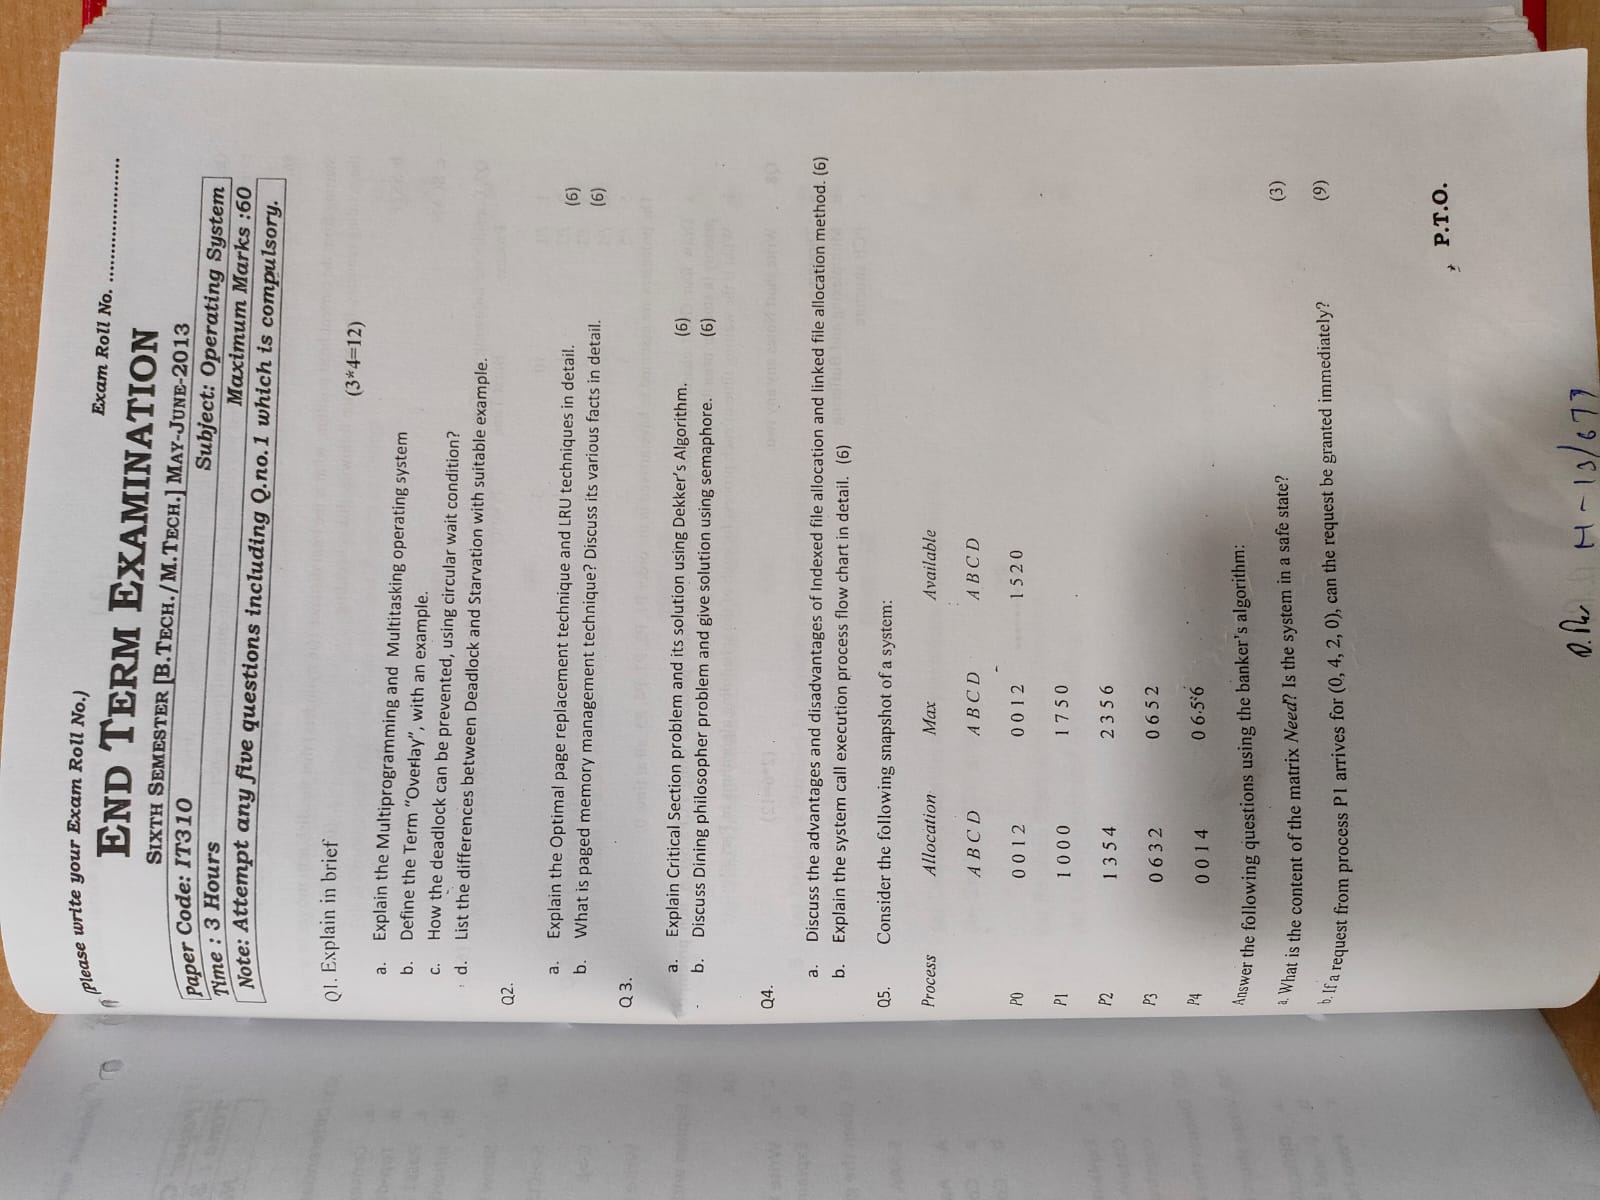 (Please write your Exam Roll No.) Exam Roll No. ......................
END TERM EXAMINATION
SIXTH SEMESTER [B.TECH./M.TECH.] MAY-JUNE-2013
Paper Code: IT310 Subject: Operating System
Time : 3 Hours Maximum Marks :60
Note: Attempt any five questions including Q.no.1 which is compulsory.
Q1. Explain in brief (3*4=12)
a. Explain the Multiprogramming and Multitasking operating system
b. Define the Term “Overlay”, with an example.
c. How the deadlock can be prevented, using circular wait condition?
d. List the differences between Deadlock and Starvation with suitable example.
Q2.
a. Explain the Optimal page replacement technique and LRU techniques in detail. (6)
b. What is paged memory management technique? Discuss its various facts in detail. (6)
Q 3.
a. Explain Critical Section problem and its solution using Dekker's Algorithm. (6)
b. Discuss Dining philosopher problem and give solution using semaphore. (6)
Q4.
a. Discuss the advantages and disadvantages of Indexed file allocation and linked file allocation method. (6)
b. Explain the system call execution process flow chart in detail. (6)
Q5. Consider the following snapshot of a system:
Process Allocation Max Available
A B C D A B C D A B C D
P0 0 0 1 2 0 0 1 2 1 5 2 0
P1 1 0 0 0 1 7 5 0
P2 1 3 5 4 2 3 5 6
P3 0 6 3 2 0 6 5 2
P4 0 0 1 4 0 6 5 6
Answer the following questions using the banker's algorithm:
a. What is the content of the matrix Need? Is the system in a safe state? (3)
b. If a request from process P1 arrives for (0, 4, 2, 0), can the request be granted immediately? (9)
P.T.O.
M-13/677